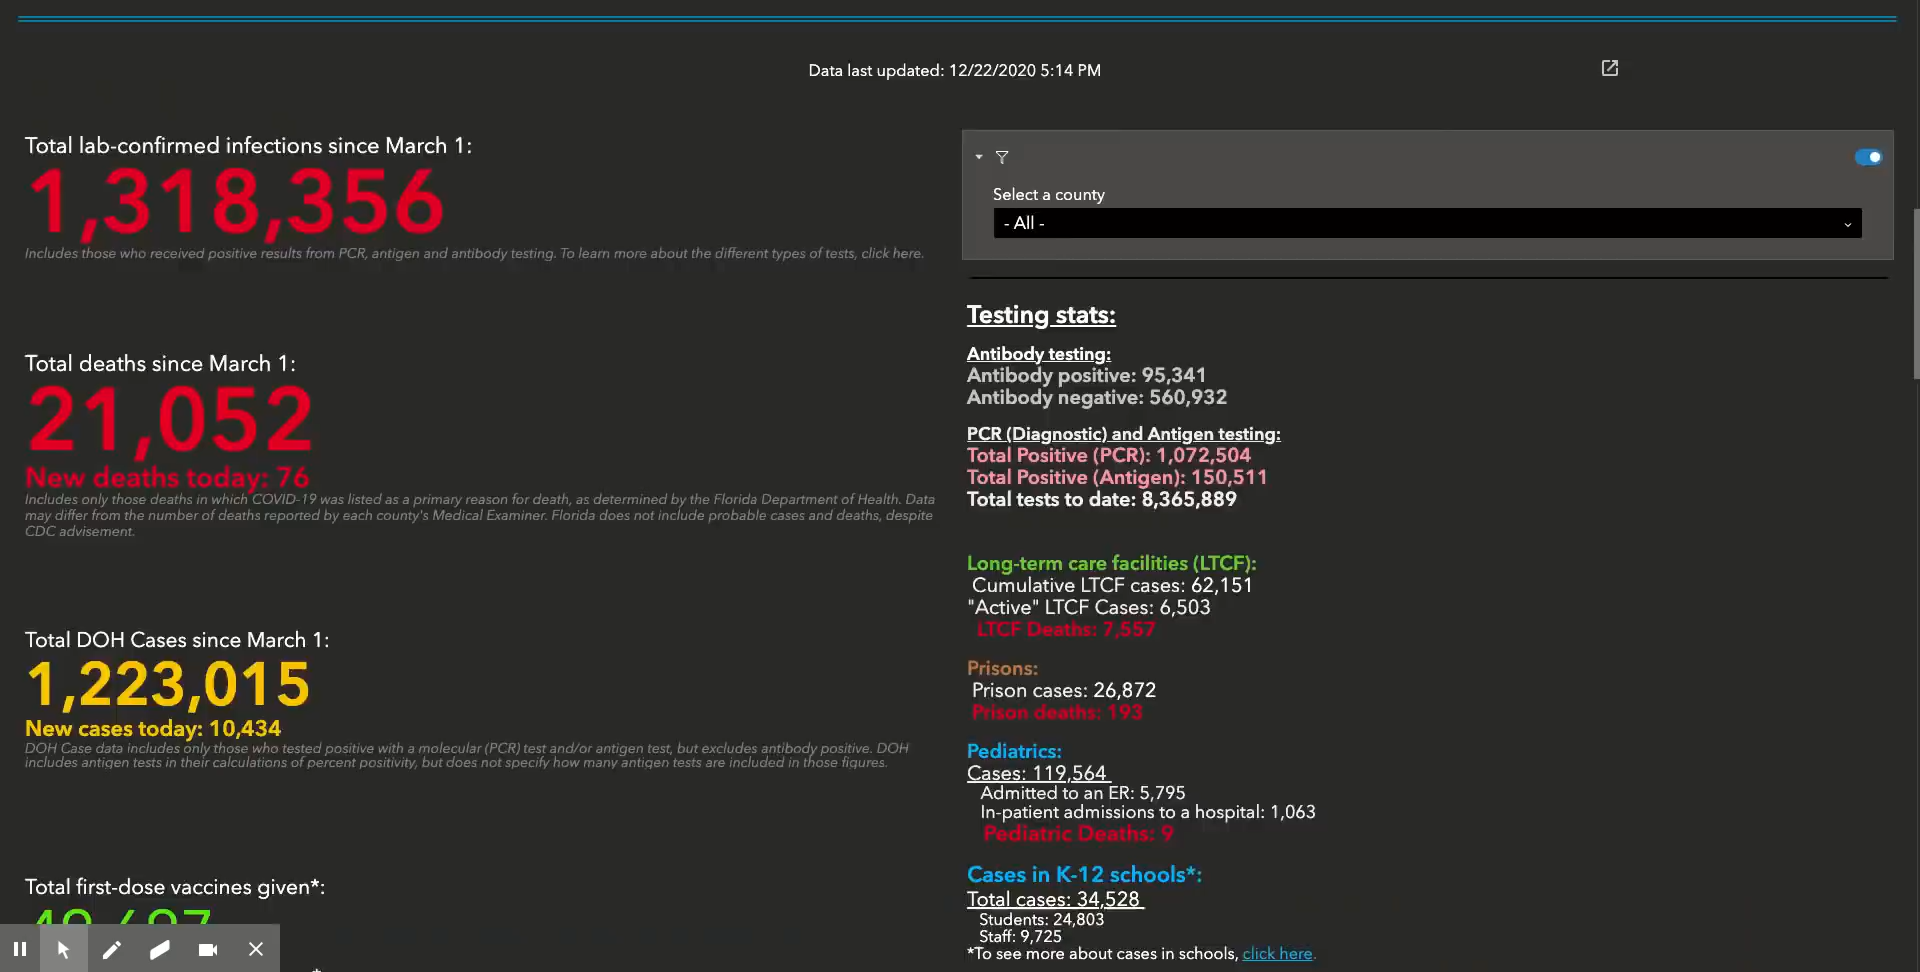 Data last updated: 12/22/2020 5:14 PM
Total lab-confirmed infections since March 1:
1,318,356
Includes those who received positive results from PCR, antigen and antibody testing. To learn more about the different types of tests, click here.
Total deaths since March 1:
21,052
New deaths today: 76
Includes only those deaths in which COVID-19 was listed as a primary reason for death, as determined by the Florida Department of Health. Data
may differ from the number of deaths reported by each county's Medical Examiner. Florida does not include probable cases and deaths, despite
CDC advisement.
Total DOH Cases since March 1:
1,223,015
New cases today: 10,434
DOH Case data includes only those who tested positive with a molecular (PCR) test and/or antigen test, but excludes antibody positive. DOH
includes antigen tests in their calculations of percent positivity, but does not specify how many antigen tests are included in those figures.
Total first-dose vaccines given*:
Select a county
- All -
Testing stats:
Antibody testing:
Antibody positive: 95,341
Antibody negative: 560,932
PCR (Diagnostic) and Antigen testing:
Total Positive (PCR): 1,072,504
Total Positive (Antigen): 150,511
Total tests to date: 8,365,889
Long-term care facilities (LTCF):
Cumulative LTCF cases: 62,151
"Active" LTCF Cases: 6,503
LTCF Deaths: 7,557
Prisons:
Prison cases: 26,872
Prison deaths: 193
Pediatrics:
Cases: 119,564
Admitted to an ER: 5,795
In-patient admissions to a hospital: 1,063
Pediatric Deaths: 9
Cases in K-12 schools*:
Total cases: 34,528
Students: 24,803
Staff: 9,725
*To see more about cases in schools, click here.